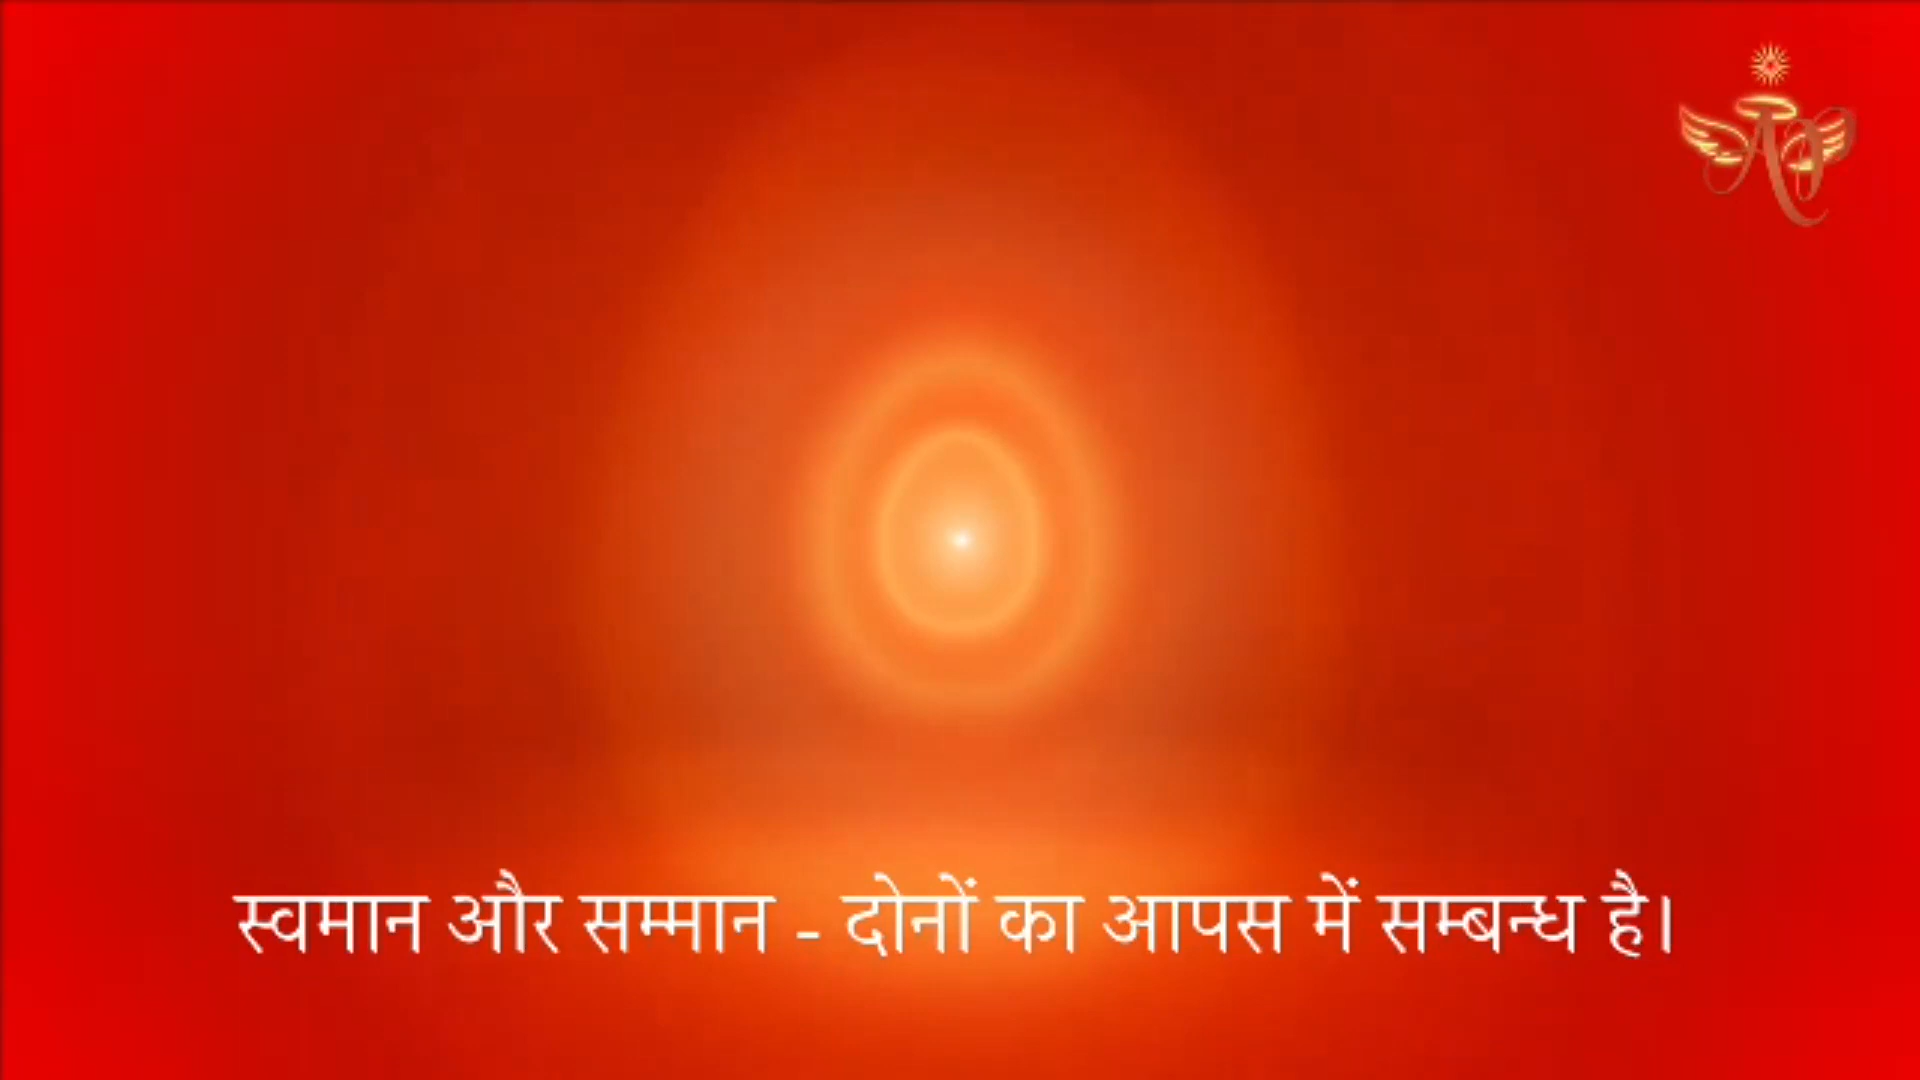 स्वमान और सम्मान - दोनों का आपस में सम्बन्ध है।